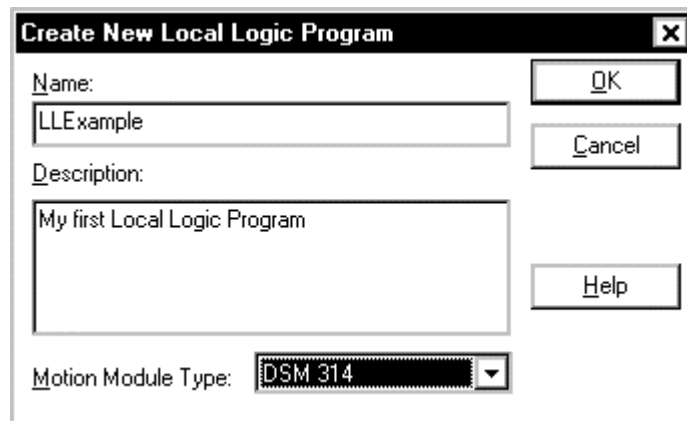 Create New Local Logic Program
Name:
OK
LLExample
Cancel
Description:
My first Local Logic Program
Help
Motion Module Type: DSM 314